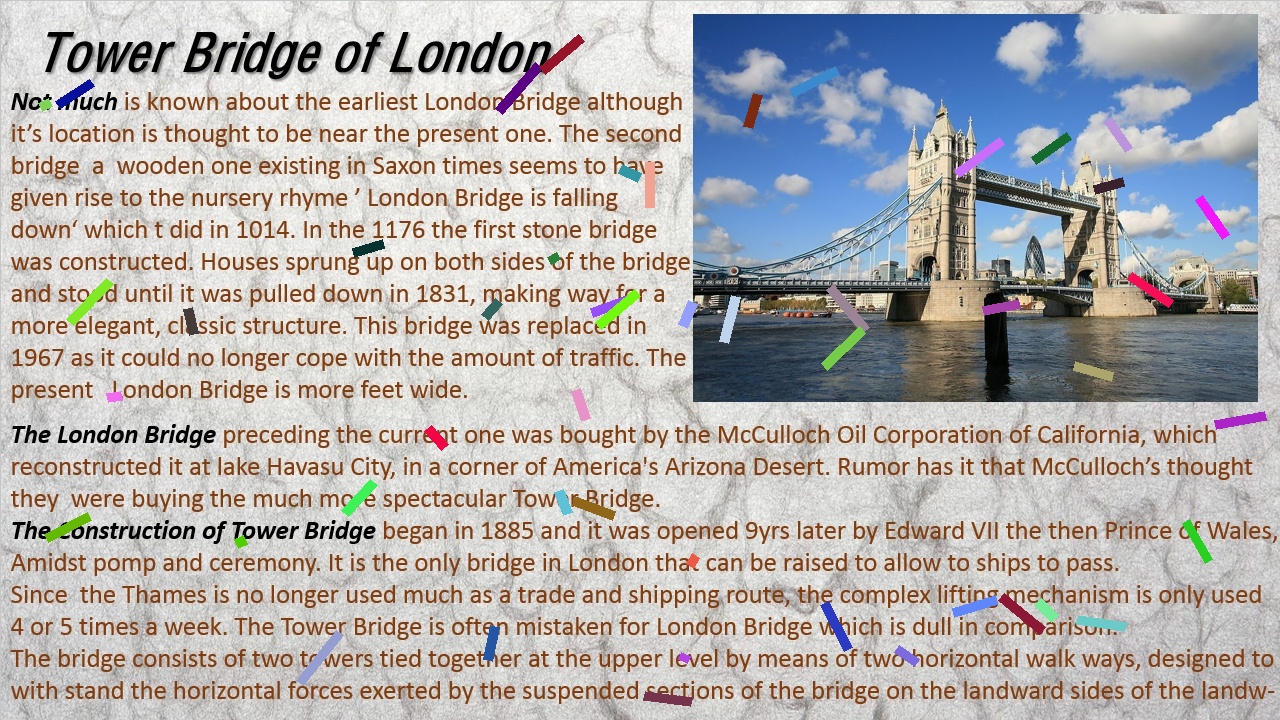 Tower Bridge of London
Not much is known about the earliest London Bridge although
it’s location is thought to be near the present one. The second
bridge a wooden one existing in Saxon times seems to have
given rise to the nursery rhyme ’ London Bridge is falling
down‘ which t did in 1014. In the 1176 the first stone bridge
was constructed. Houses sprung up on both sides of the bridge
and stood until it was pulled down in 1831, making way for a
more elegant, classic structure. This bridge was replaced in
1967 as it could no longer cope with the amount of traffic. The
present London Bridge is more feet wide.
The London Bridge preceding the current one was bought by the McCulloch Oil Corporation of California, which
reconstructed it at lake Havasu City, in a corner of America's Arizona Desert. Rumor has it that McCulloch’s thought
they were buying the much more spectacular Tower Bridge.
The Construction of Tower Bridge began in 1885 and it was opened 9yrs later by Edward VII the then Prince of Wales,
Amidst pomp and ceremony. It is the only bridge in London that can be raised to allow to ships to pass.
Since the Thames is no longer used much as a trade and shipping route, the complex lifting mechanism is only used
4 or 5 times a week. The Tower Bridge is often mistaken for London Bridge which is dull in comparison.
The bridge consists of two towers tied together at the upper level by means of two horizontal walk ways, designed to
with stand the horizontal forces exerted by the suspended sections of the bridge on the landward sides of the landw-